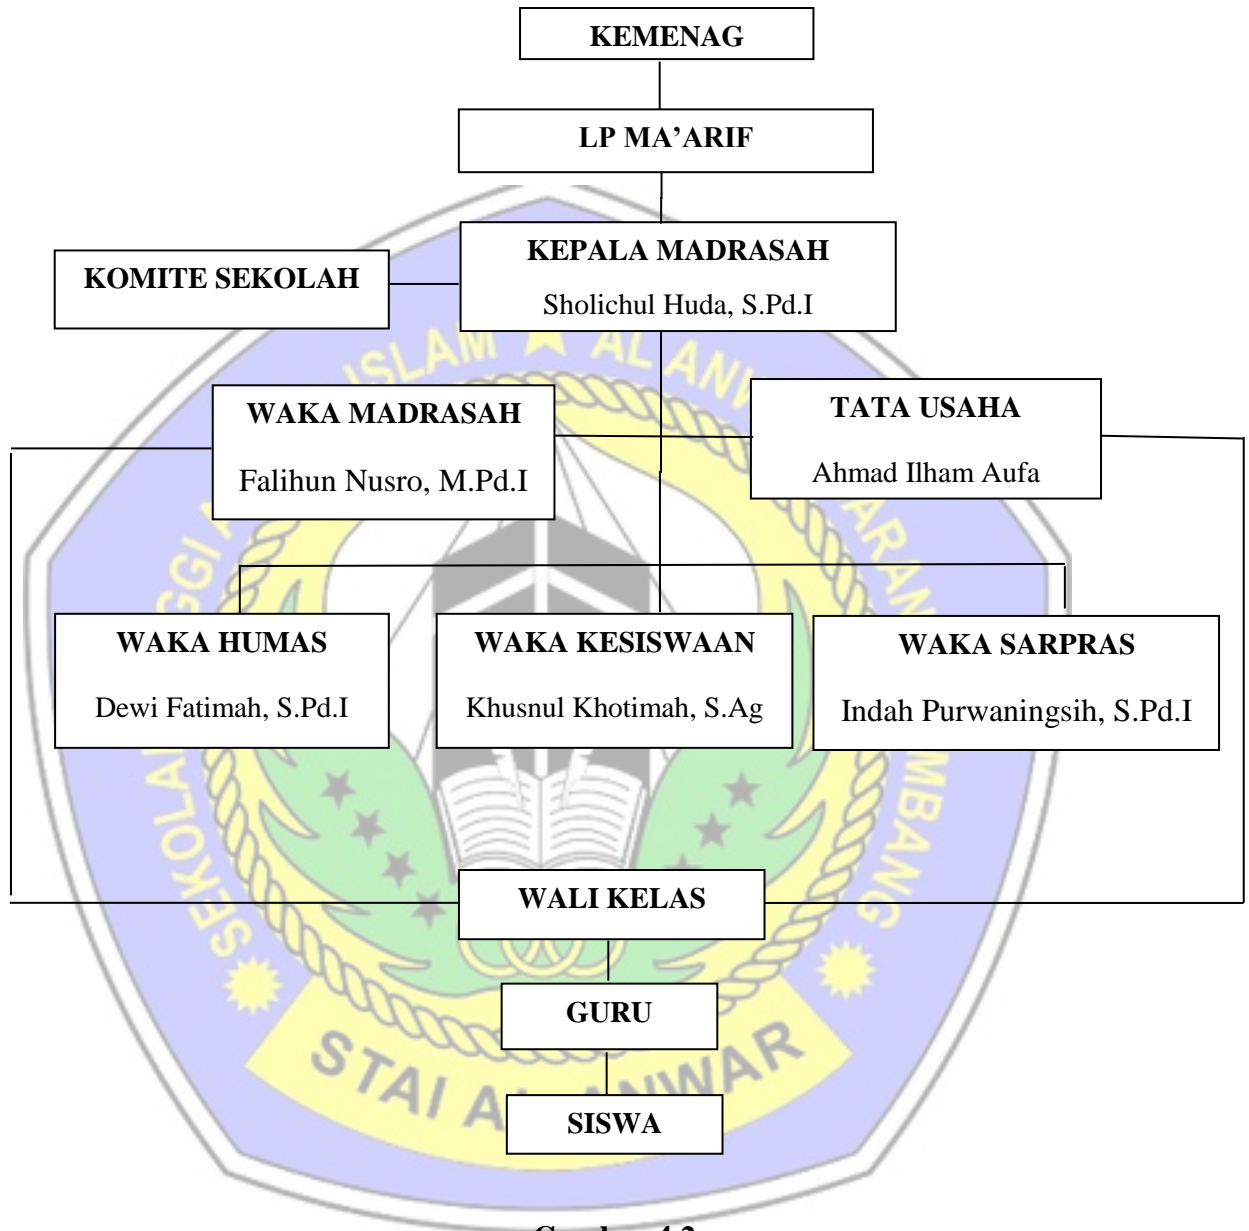 KEMENAG
LP MA’ARIF
KEPALA MADRASAH
Sholichul Huda, S.Pd.I
KOMITE SEKOLAH
WAKA MADRASAH
Falihun Nusro, M.Pd.I
TATA USAHA
Ahmad Ilham Aufa
WAKA HUMAS
Dewi Fatimah, S.Pd.I
WAKA KESISWAAN
Khusnul Khotimah, S.Ag
WAKA SARPRAS
Indah Purwaningsih, S.Pd.I
WALI KELAS
GURU
SISWA
ISLAM ★ AL
STAI